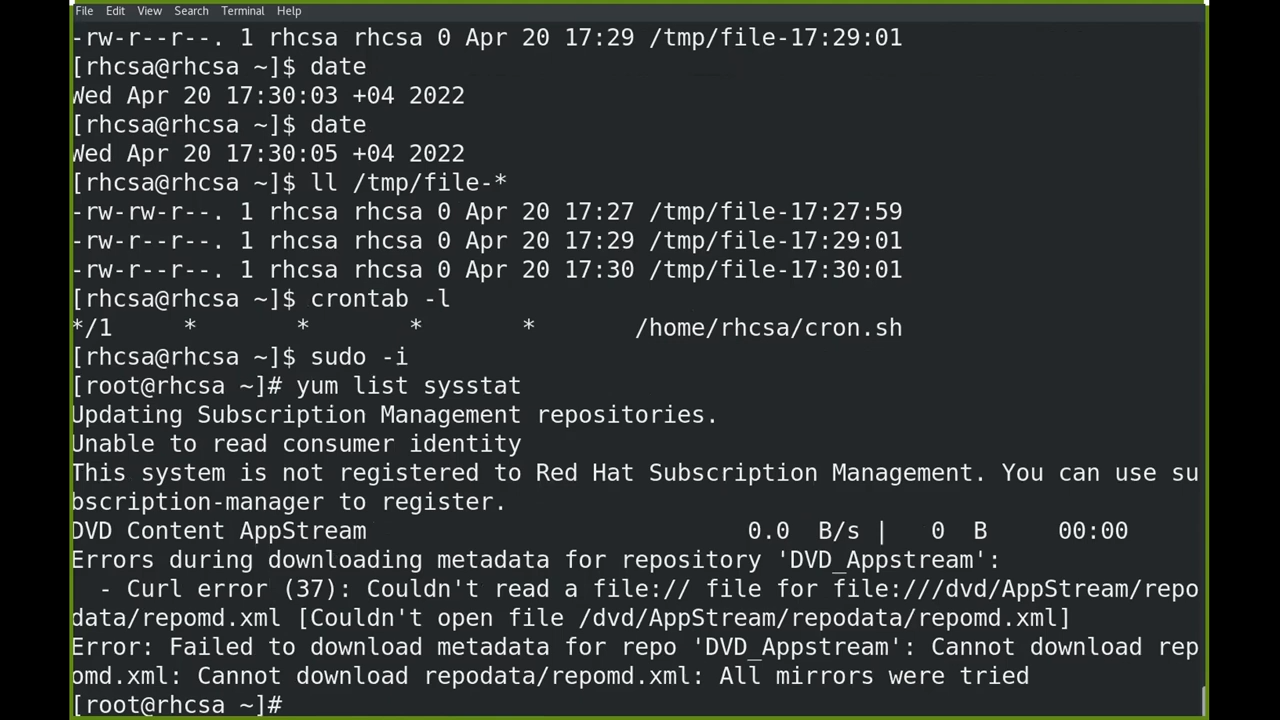 File Edit View Search Terminal Help
-rw-r--r--. 1 rhcsa rhcsa 0 Apr 20 17:29 /tmp/file-17:29:01
[rhcsa@rhcsa ~]$ date
Wed Apr 20 17:30:03 +04 2022
[rhcsa@rhcsa ~]$ date
Wed Apr 20 17:30:05 +04 2022
[rhcsa@rhcsa ~]$ ll /tmp/file-*
-rw-rw-r--. 1 rhcsa rhcsa 0 Apr 20 17:27 /tmp/file-17:27:59
-rw-r--r--. 1 rhcsa rhcsa 0 Apr 20 17:29 /tmp/file-17:29:01
-rw-r--r--. 1 rhcsa rhcsa 0 Apr 20 17:30 /tmp/file-17:30:01
[rhcsa@rhcsa ~]$ crontab -l
*/1     *       *       *       *       /home/rhcsa/cron.sh
[rhcsa@rhcsa ~]$ sudo -i
[root@rhcsa ~]# yum list sysstat
Updating Subscription Management repositories.
Unable to read consumer identity
This system is not registered to Red Hat Subscription Management. You can use su
bscription-manager to register.
DVD Content AppStream                           0.0  B/s |   0  B     00:00
Errors during downloading metadata for repository 'DVD_Appstream':
  - Curl error (37): Couldn't read a file:// file for file:///dvd/AppStream/repo
data/repomd.xml [Couldn't open file /dvd/AppStream/repodata/repomd.xml]
Error: Failed to download metadata for repo 'DVD_Appstream': Cannot download rep
omd.xml: Cannot download repodata/repomd.xml: All mirrors were tried
[root@rhcsa ~]#